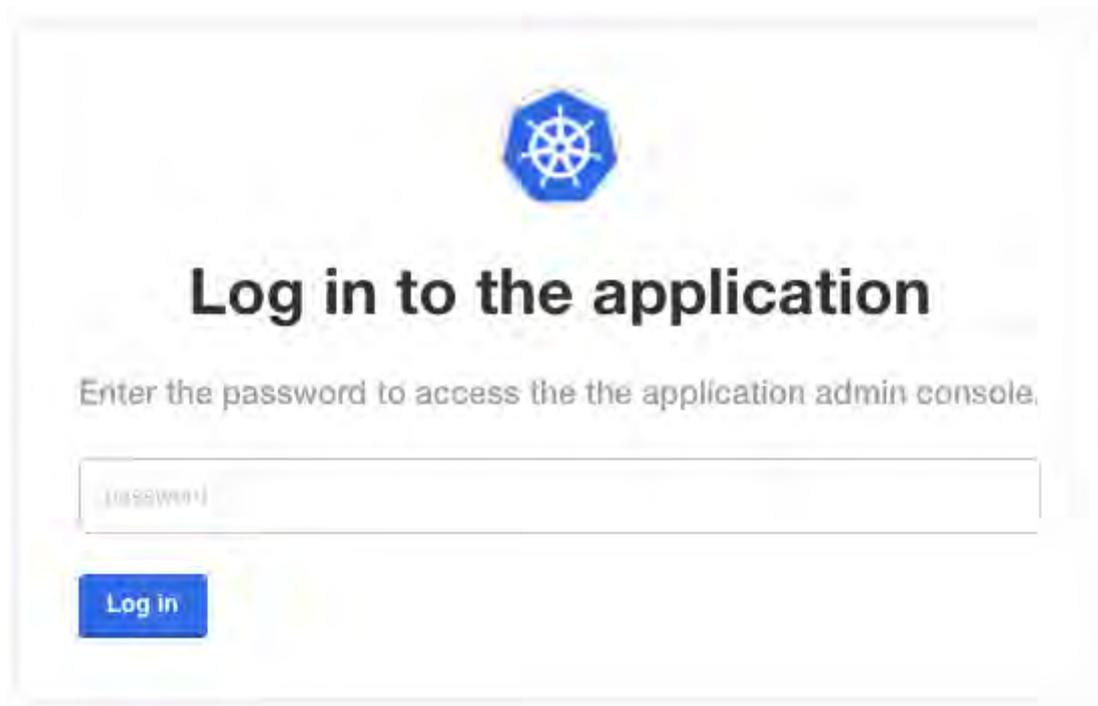 Log in to the application
Enter the password to access the the application admin console.
password
Log in